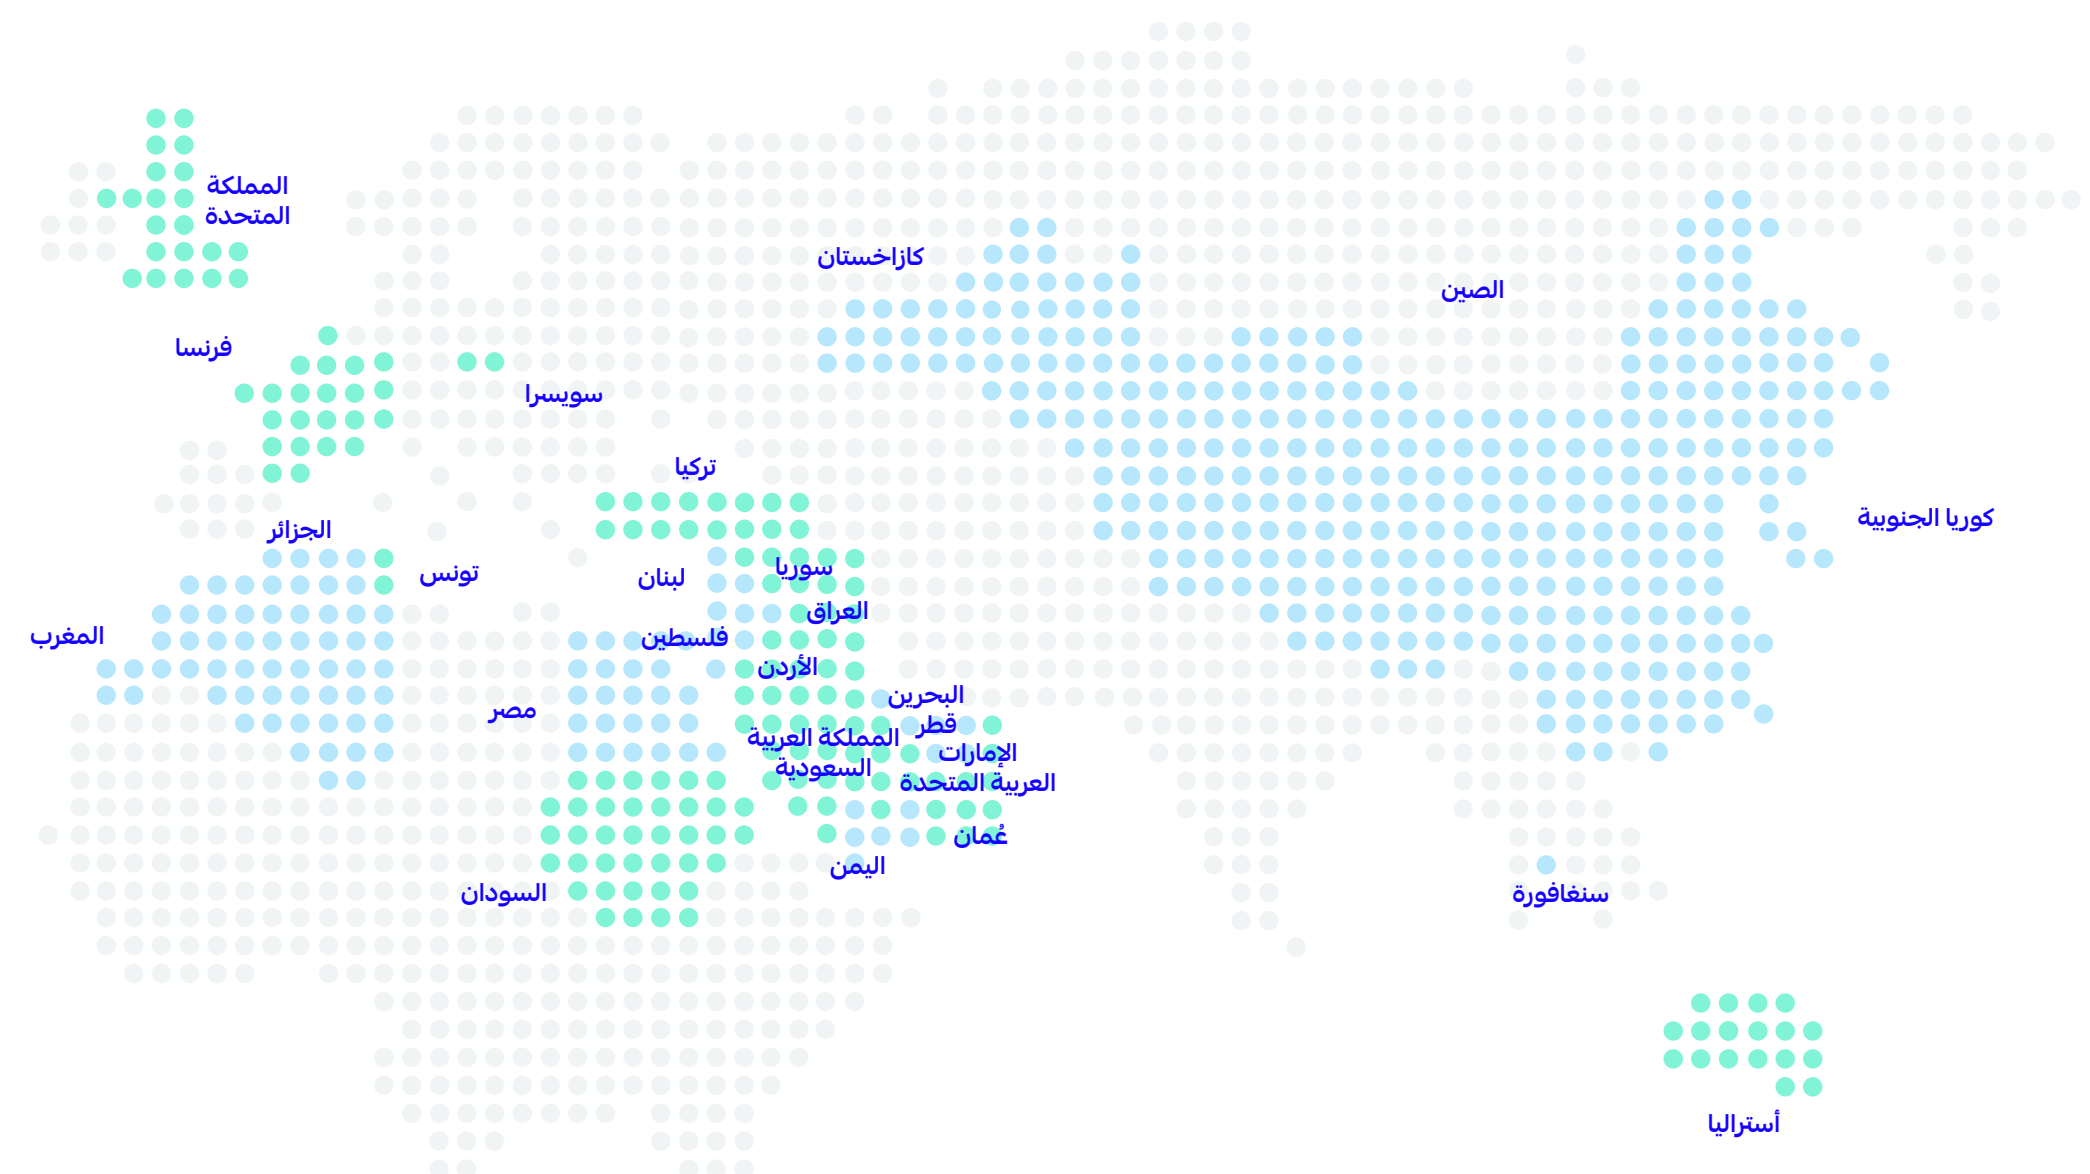 المملكة
المتحدة
كازاخستان
الصين
فرنسا
سويسرا
تركيا
كوريا الجنوبية
الجزائر
سوريا
تونس
لبنان
العراق
المغرب
فلسطين
الأردن
البحرين
مصر
قطر
المملكة العربية
السعودية
الإمارات
العربية المتحدة
عُمان
اليمن
السودان
سنغافورة
أستراليا